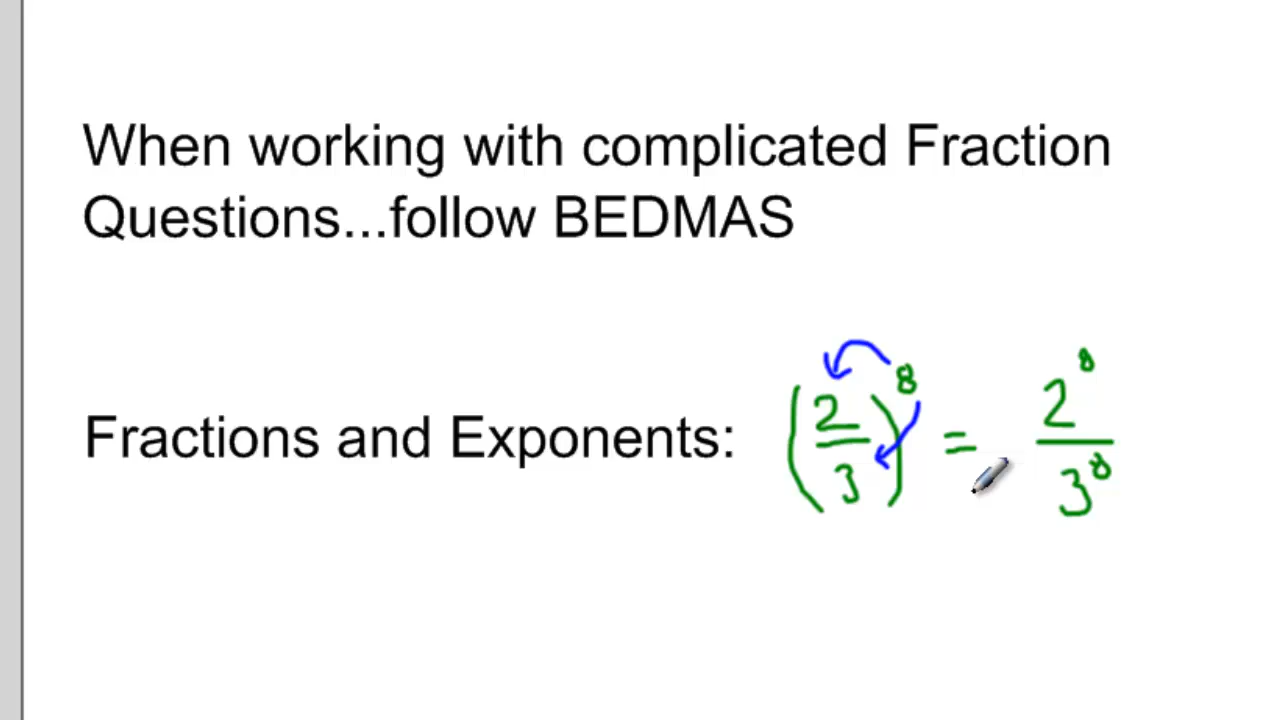 When working with complicated Fraction
Questions...follow BEDMAS
Fractions and Exponents: (2/3)^8 = 2^8/3^8